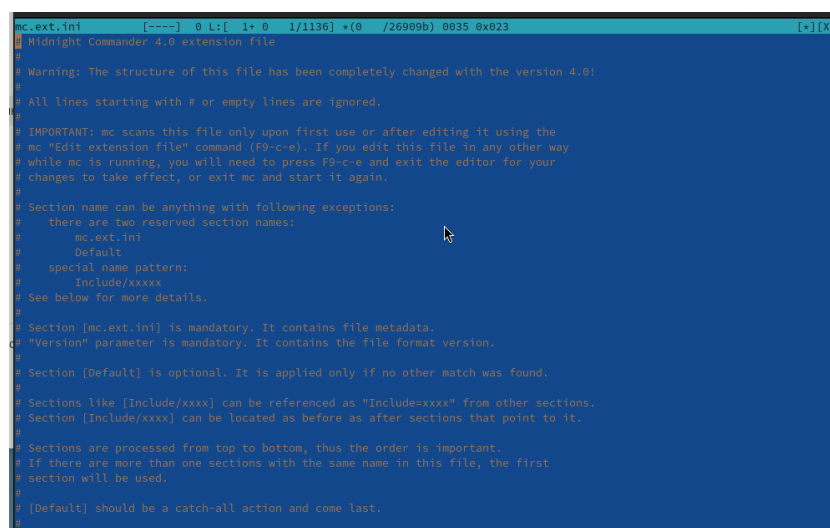 mc.ext.ini [----] 0 L:[ 1+ 0 1/1136] *(0 /26909b) 0035 0x023 [*][X
# Midnight Commander 4.0 extension file
#
# Warning: The structure of this file has been completely changed with the version 4.0!
#
# All lines starting with # or empty lines are ignored.
#
# IMPORTANT: mc scans this file only upon first use or after editing it using the
# mc "Edit extension file" command (F9-c-e). If you edit this file in any other way
# while mc is running, you will need to press F9-c-e and exit the editor for your
# changes to take effect, or exit mc and start it again.
#
# Section name can be anything with following exceptions:
# there are two reserved section names:
# mc.ext.ini
# Default
# special name pattern:
# Include/xxxxx
# See below for more details.
#
# Section [mc.ext.ini] is mandatory. It contains file metadata.
# "Version" parameter is mandatory. It contains the file format version.
#
# Section [Default] is optional. It is applied only if no other match was found.
#
# Sections like [Include/xxxx] can be referenced as "Include=xxxx" from other sections.
# Section [Include/xxxx] can be located as before as after sections that point to it.
#
# Sections are processed from top to bottom, thus the order is important.
# If there are more than one sections with the same name in this file, the first
# section will be used.
#
# [Default] should be a catch-all action and come last.
#